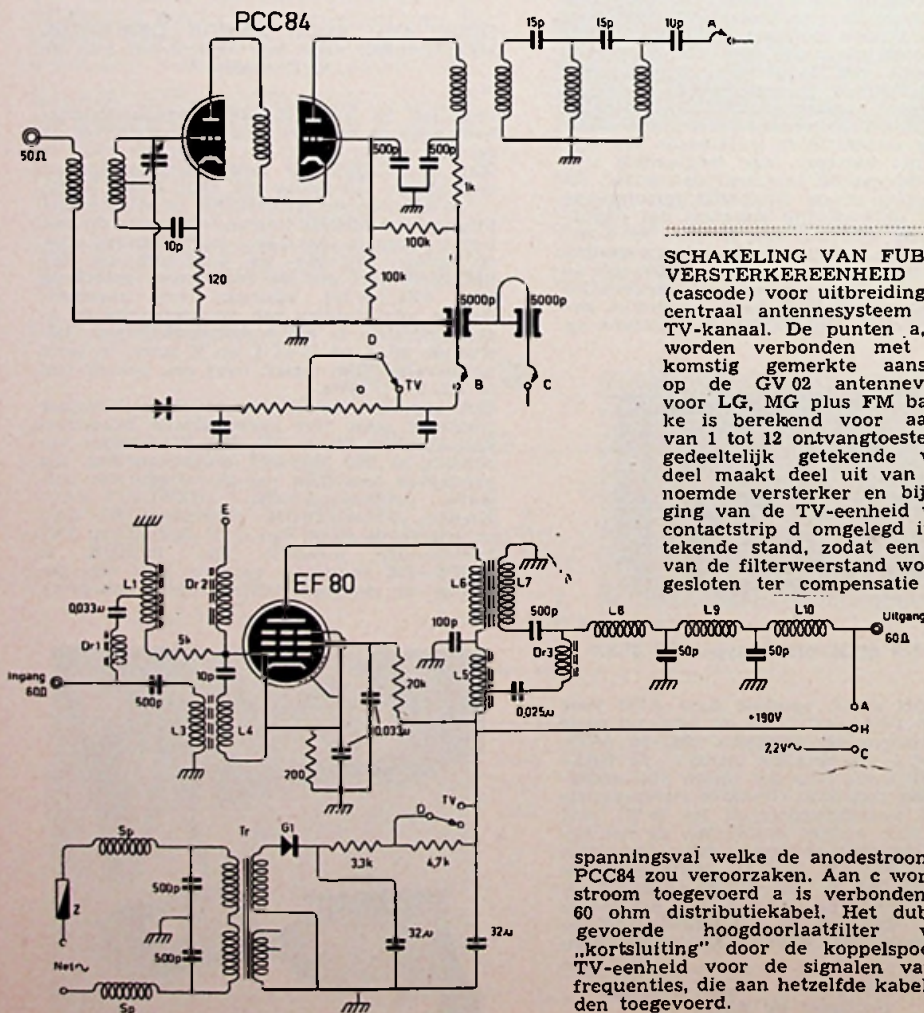 PCC84
15p
15p
10p
A
50Ω
500p
500p
1k
10p
120
100k
100k
5000p
5000p
D
TV
B
C
SCHAKELING VAN FUB
VERSTERKEREENHEID
(cascode) voor uitbreiding
centraal antennesysteem
TV-kanaal. De punten a,
worden verbonden met
komstig gemerkte aans
op de GV 02 antennev
voor LG, MG plus FM ba
ke is berekend voor aa
van 1 tot 12 ontvangtoeste
gedeeltelijk getekende v
deel maakt deel uit van
noemde versterker en bij
ging van de TV-eenheid
contactstrip d omgelegd i
tekende stand, zodat een
van de filterweerstand wo
gesloten ter compensatie
E
L1
Dr2
EF80
L6
L7
0,033µ
Dr1
5k
100p
500p
L8
L9
L10
Uitgang
60Ω
Ingang
60Ω
500p
10p
20k
L5
Dr3
50p
50p
L3
L4
0,033µ
0,025µ
200
+190V
A
H
C
2,2V~
TV
D
Sp
Tr
G1
3,3k
4,7k
500p
Z
500p
32µ
32µ
Net~
Sp
spanningsval welke de anodestroom
PCC84 zou veroorzaken. Aan c wor
stroom toegevoerd a is verbonden
60 ohm distributiekabel. Het dub
gevoerde hoogdoorlaatfilter v
„kortsluiting" door de koppelspoe
TV-eenheid voor de signalen va
frequenties, die aan hetzelfde kabel
den toegevoerd.